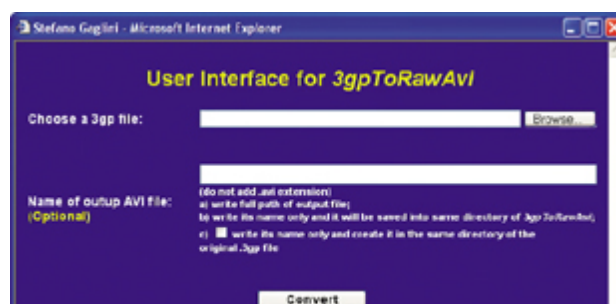 Stefano Gagliri - Microsoft Internet Explorer
User Interface for 3gpToRawAvi
Choose a 3gp file:
Browse...
Name of outup AVI file:
(Optional)
(do not add .avi extension)
a) write full path of eutput file;
b) write its name only and it will be saved into same directory of 3gpToRawAvi;
c) write its name only and create it in the same directory of the
original .3gp file
Convert